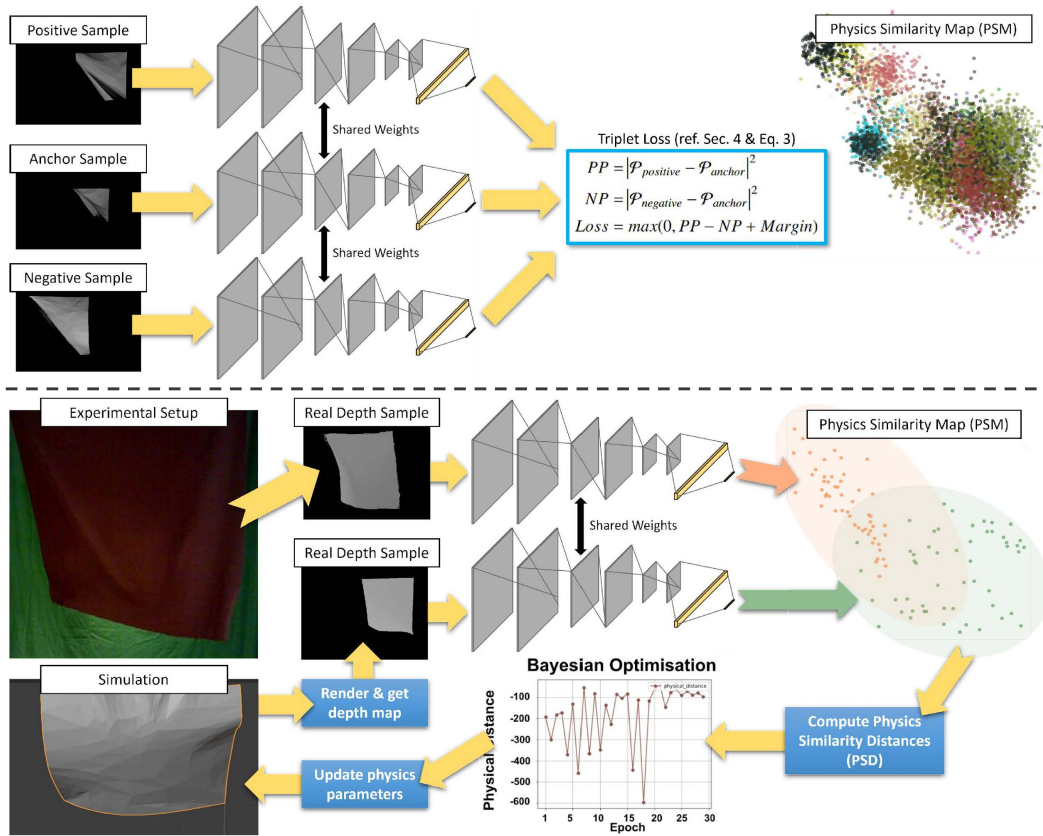 Positive Sample
Physics Similarity Map (PSM)
Shared Weights
Triplet Loss (ref. Sec. 4 & Eq. 3)
Anchor Sample
PP = |𝒫positive − 𝒫anchor|²
NP = |𝒫negative − 𝒫anchor|²
Loss = max(0, PP − NP + Margin)
Shared Weights
Negative Sample
Experimental Setup
Real Depth Sample
Physics Similarity Map (PSM)
Shared Weights
Real Depth Sample
Simulation
Render & get
depth map
Update physics
parameters
Bayesian Optimisation
physical_distance
Physical Distance
-100
-200
-300
-400
-500
-600
1 5 10 15 20 25 30
Epoch
Compute Physics
Similarity Distances
(PSD)